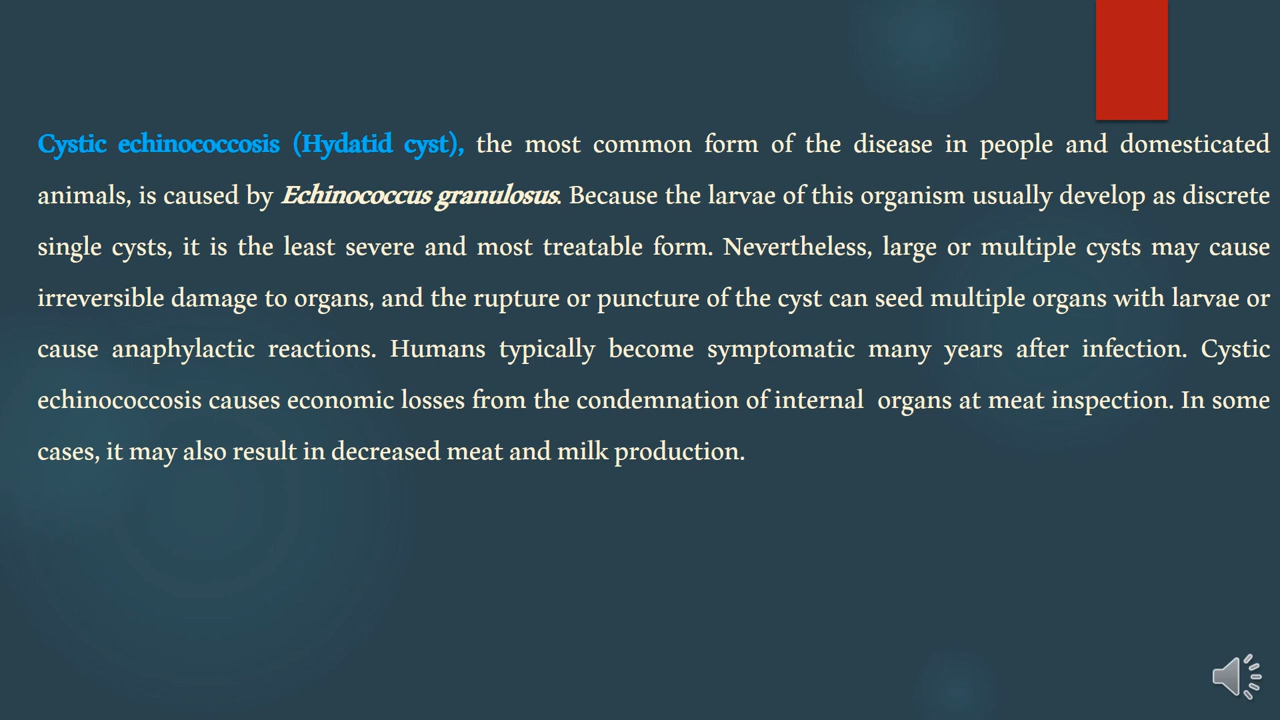 Cystic echinococcosis (Hydatid cyst), the most common form of the disease in people and domesticated
animals, is caused by Echinococcus granulosus. Because the larvae of this organism usually develop as discrete
single cysts, it is the least severe and most treatable form. Nevertheless, large or multiple cysts may cause
irreversible damage to organs, and the rupture or puncture of the cyst can seed multiple organs with larvae or
cause anaphylactic reactions. Humans typically become symptomatic many years after infection. Cystic
echinococcosis causes economic losses from the condemnation of internal organs at meat inspection. In some
cases, it may also result in decreased meat and milk production.